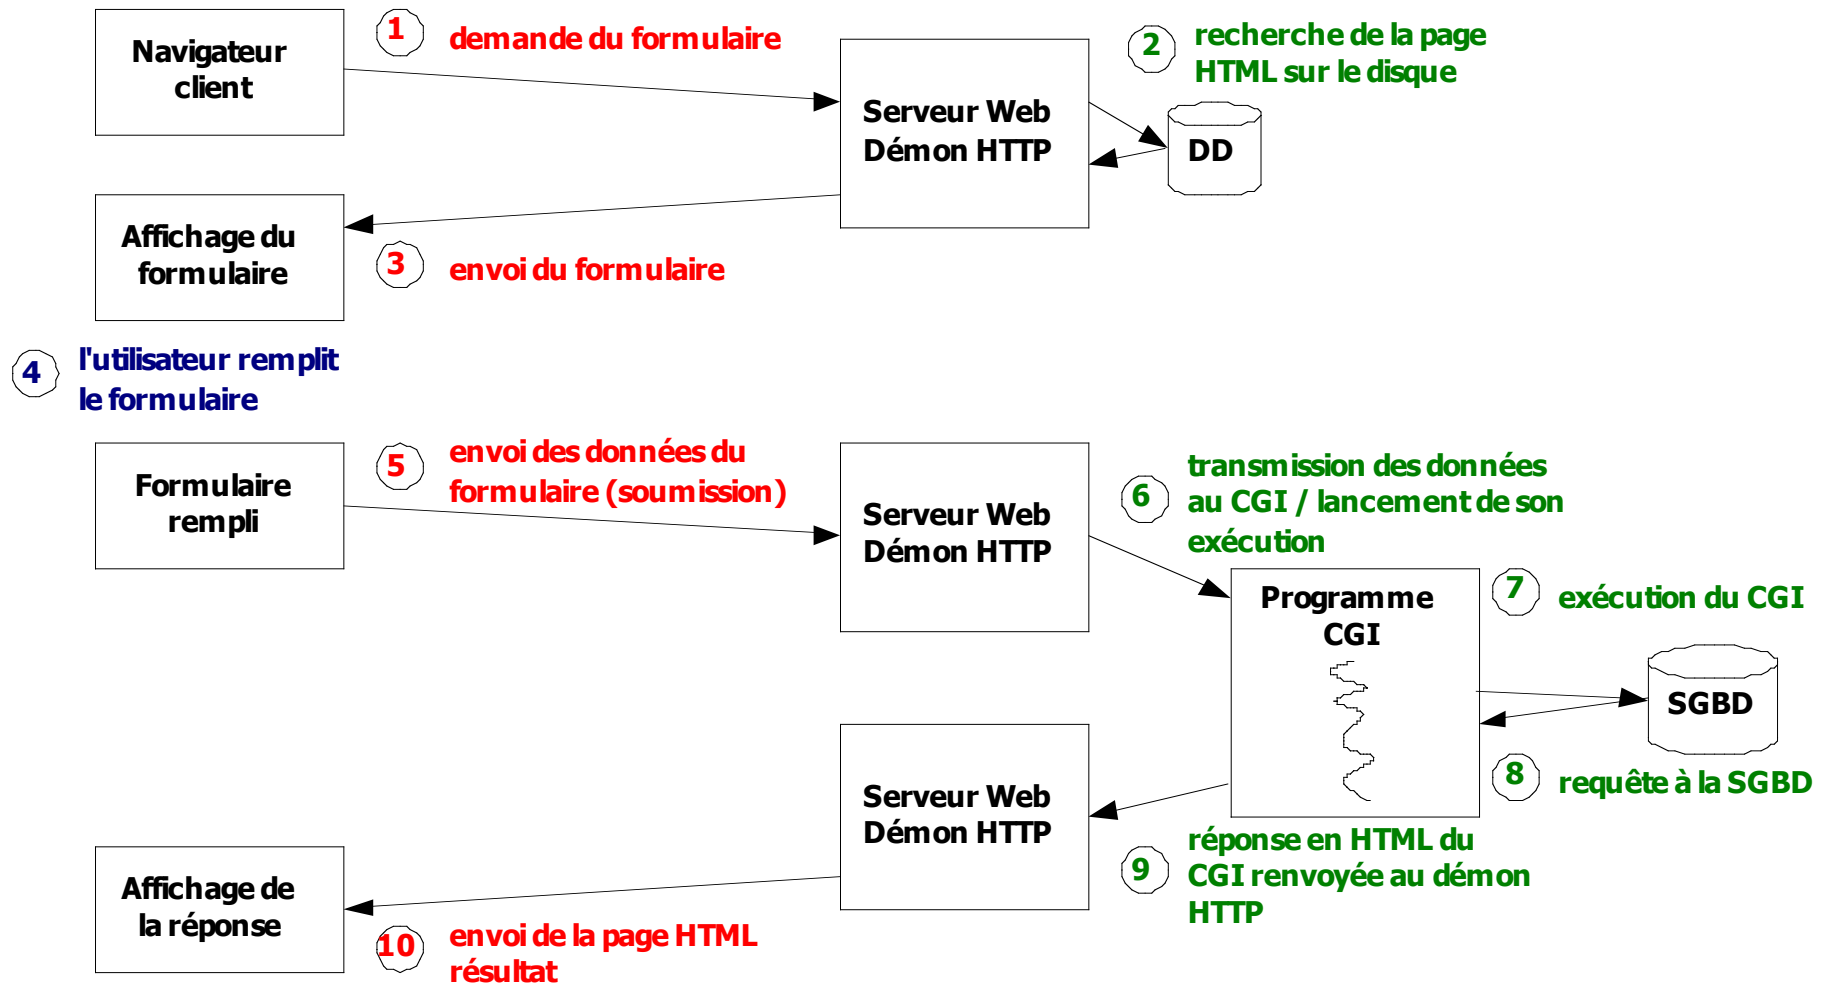 Navigateur
client
1
demande du formulaire
Serveur Web
Démon HTTP
2
recherche de la page
HTML sur le disque
DD
Affichage du
formulaire
3
envoi du formulaire
4
l'utilisateur remplit
le formulaire
Formulaire
rempli
5
envoi des données du
formulaire (soumission)
Serveur Web
Démon HTTP
6
transmission des données
au CGI / lancement de son
exécution
Programme
CGI
7
exécution du CGI
SGBD
8
requête à la SGBD
Serveur Web
Démon HTTP
9
réponse en HTML du
CGI renvoyée au démon
HTTP
Affichage de
la réponse
10
envoi de la page HTML
résultat